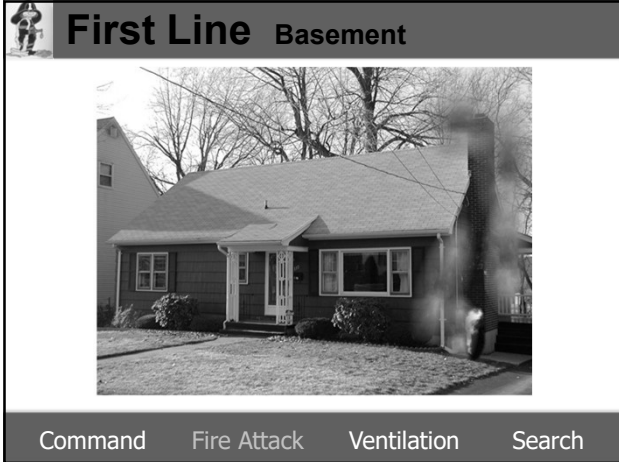 First Line Basement
Command Fire Attack Ventilation Search